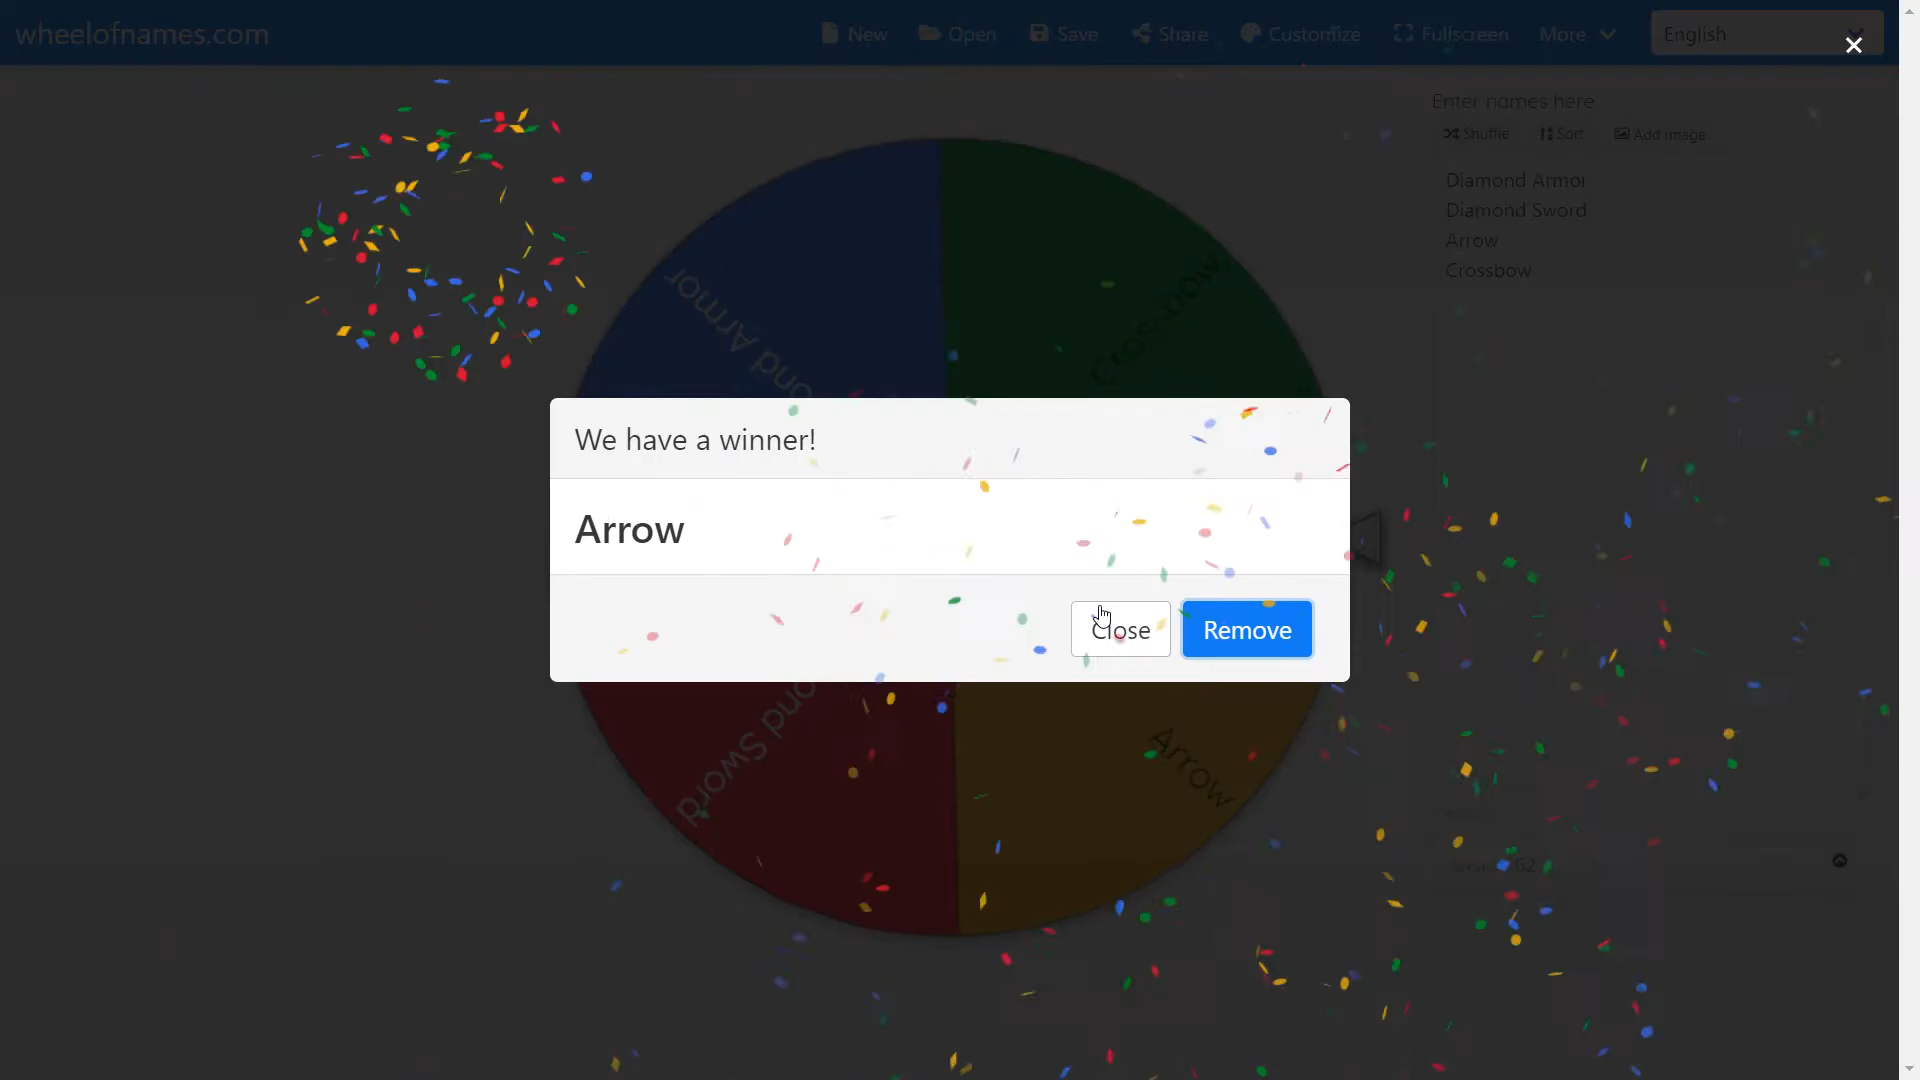 wheelofnames.com
New
Open
Save
Share
Customize
Fullscreen
More
English
Enter names here
Shuffle
Sort
Add image
Diamond Armor
Diamond Sword
Arrow
Crossbow
ond Armor
Crossbow
We have a winner!
Arrow
Close
Remove
ond Sword
Arrow